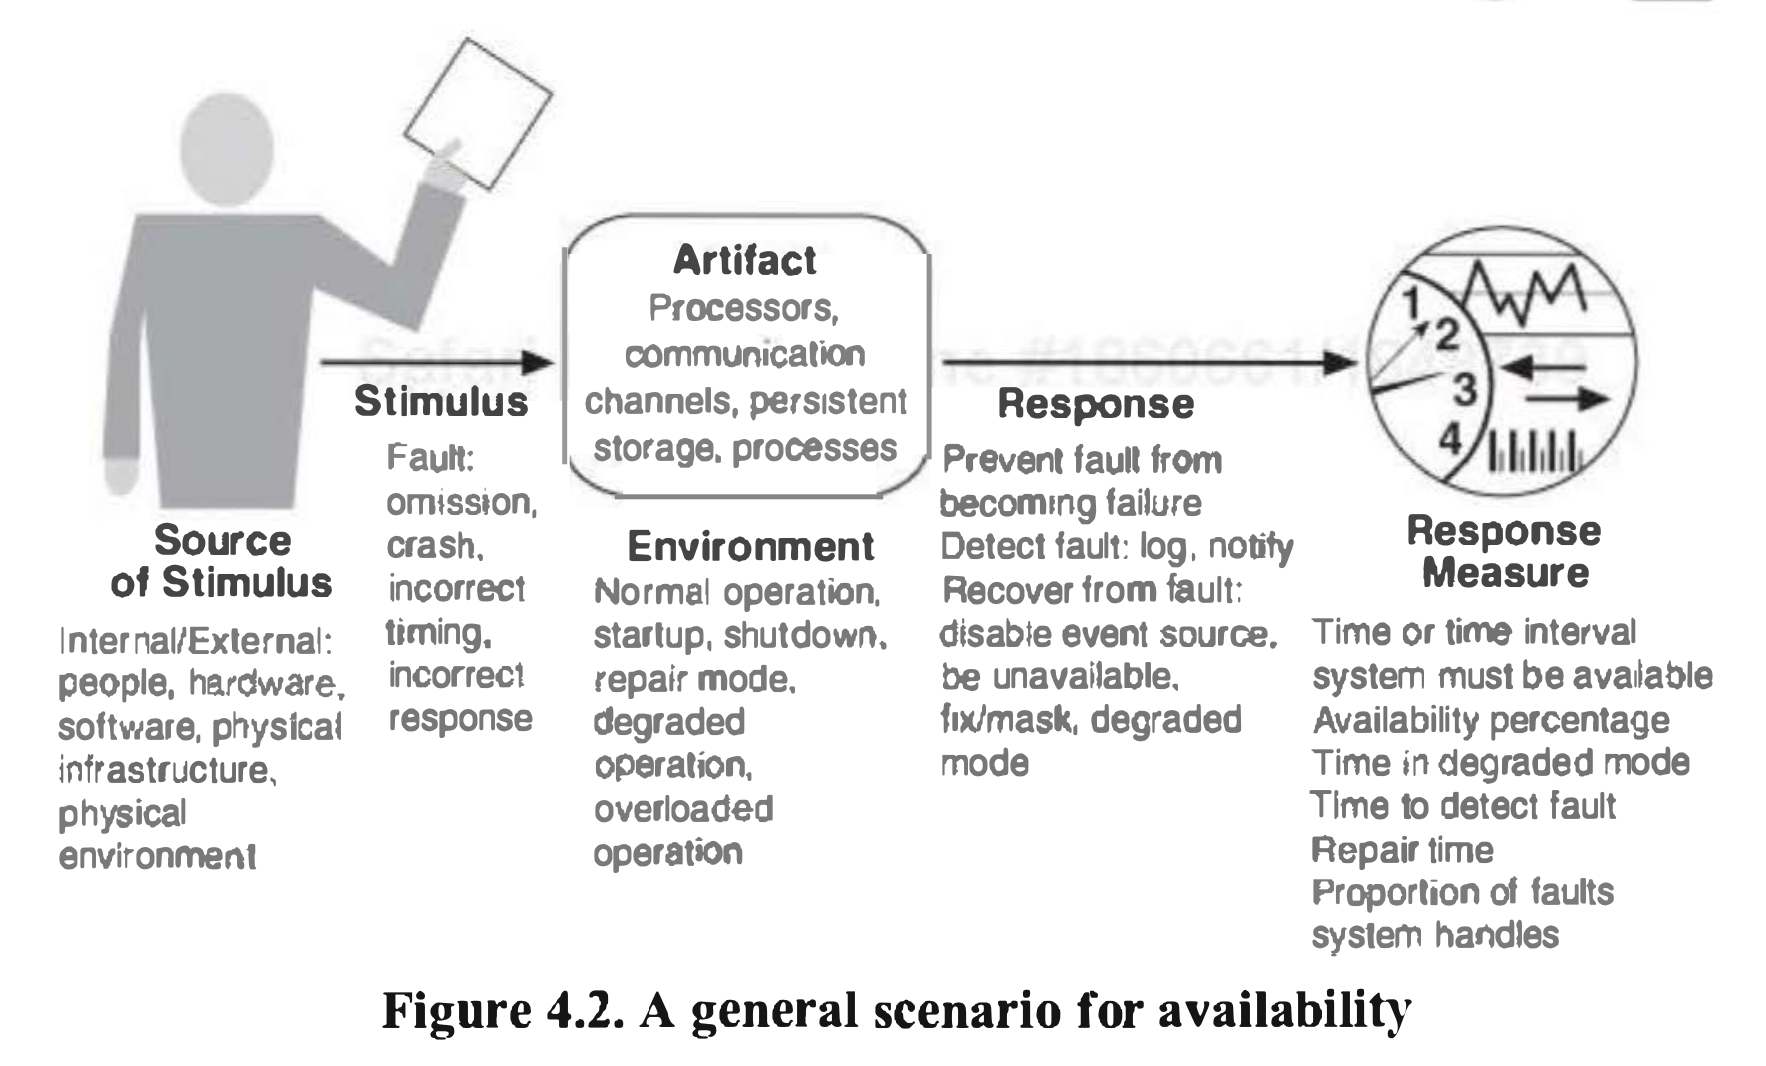 Artifact
Processors,
communication
channels, persistent
storage, processes
Stimulus
Fault:
omission,
crash,
incorrect
timing,
incorrect
response
Response
Prevent fault from
becoming failure
Detect fault: log, notify
Recover from fault:
disable event source,
be unavailable,
fix/mask, degraded
mode
1
2
3
4
Source
of Stimulus
Internal/External:
people, hardware,
software, physical
infrastructure,
physical
environment
Environment
Normal operation,
startup, shutdown,
repair mode,
degraded
operation,
overloaded
operation
Response
Measure
Time or time interval
system must be available
Availability percentage
Time in degraded mode
Time to detect fault
Repair time
Proportion of faults
system handles
Figure 4.2. A general scenario for availability